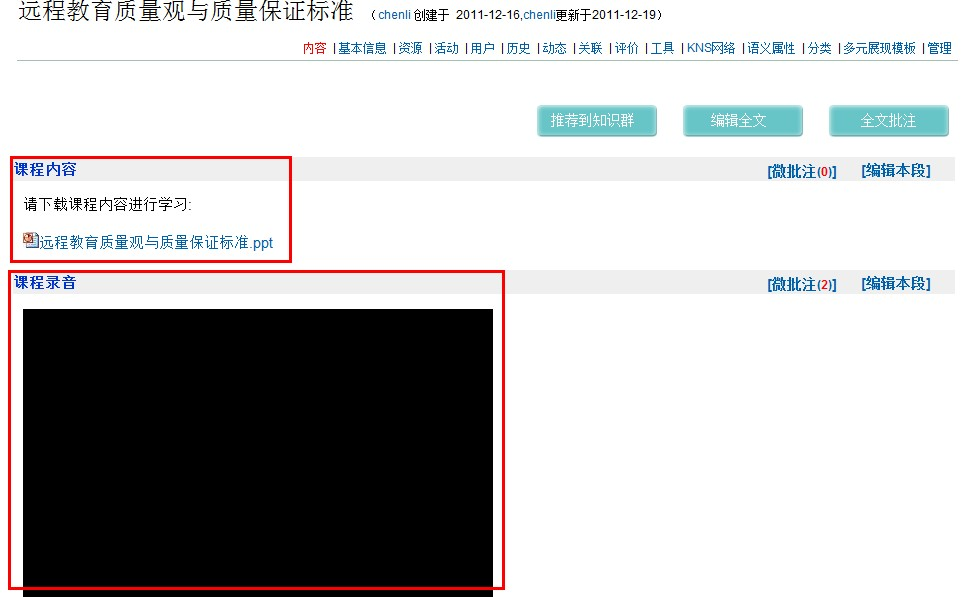 远程教育质量观与质量保证标准 （chenli 创建于 2011-12-16,chenli更新于2011-12-19）
内容 | 基本信息 | 资源 | 活动 | 用户 | 历史 | 动态 | 关联 | 评价 | 工具 | KNS网络 | 语义属性 | 分类 | 多元展现模板 | 管理
推荐到知识群 编辑全文 全文批注
课程内容 [微批注(0)] [编辑本段]
请下载课程内容进行学习:
远程教育质量观与质量保证标准.ppt
课程录音 [微批注(2)] [编辑本段]